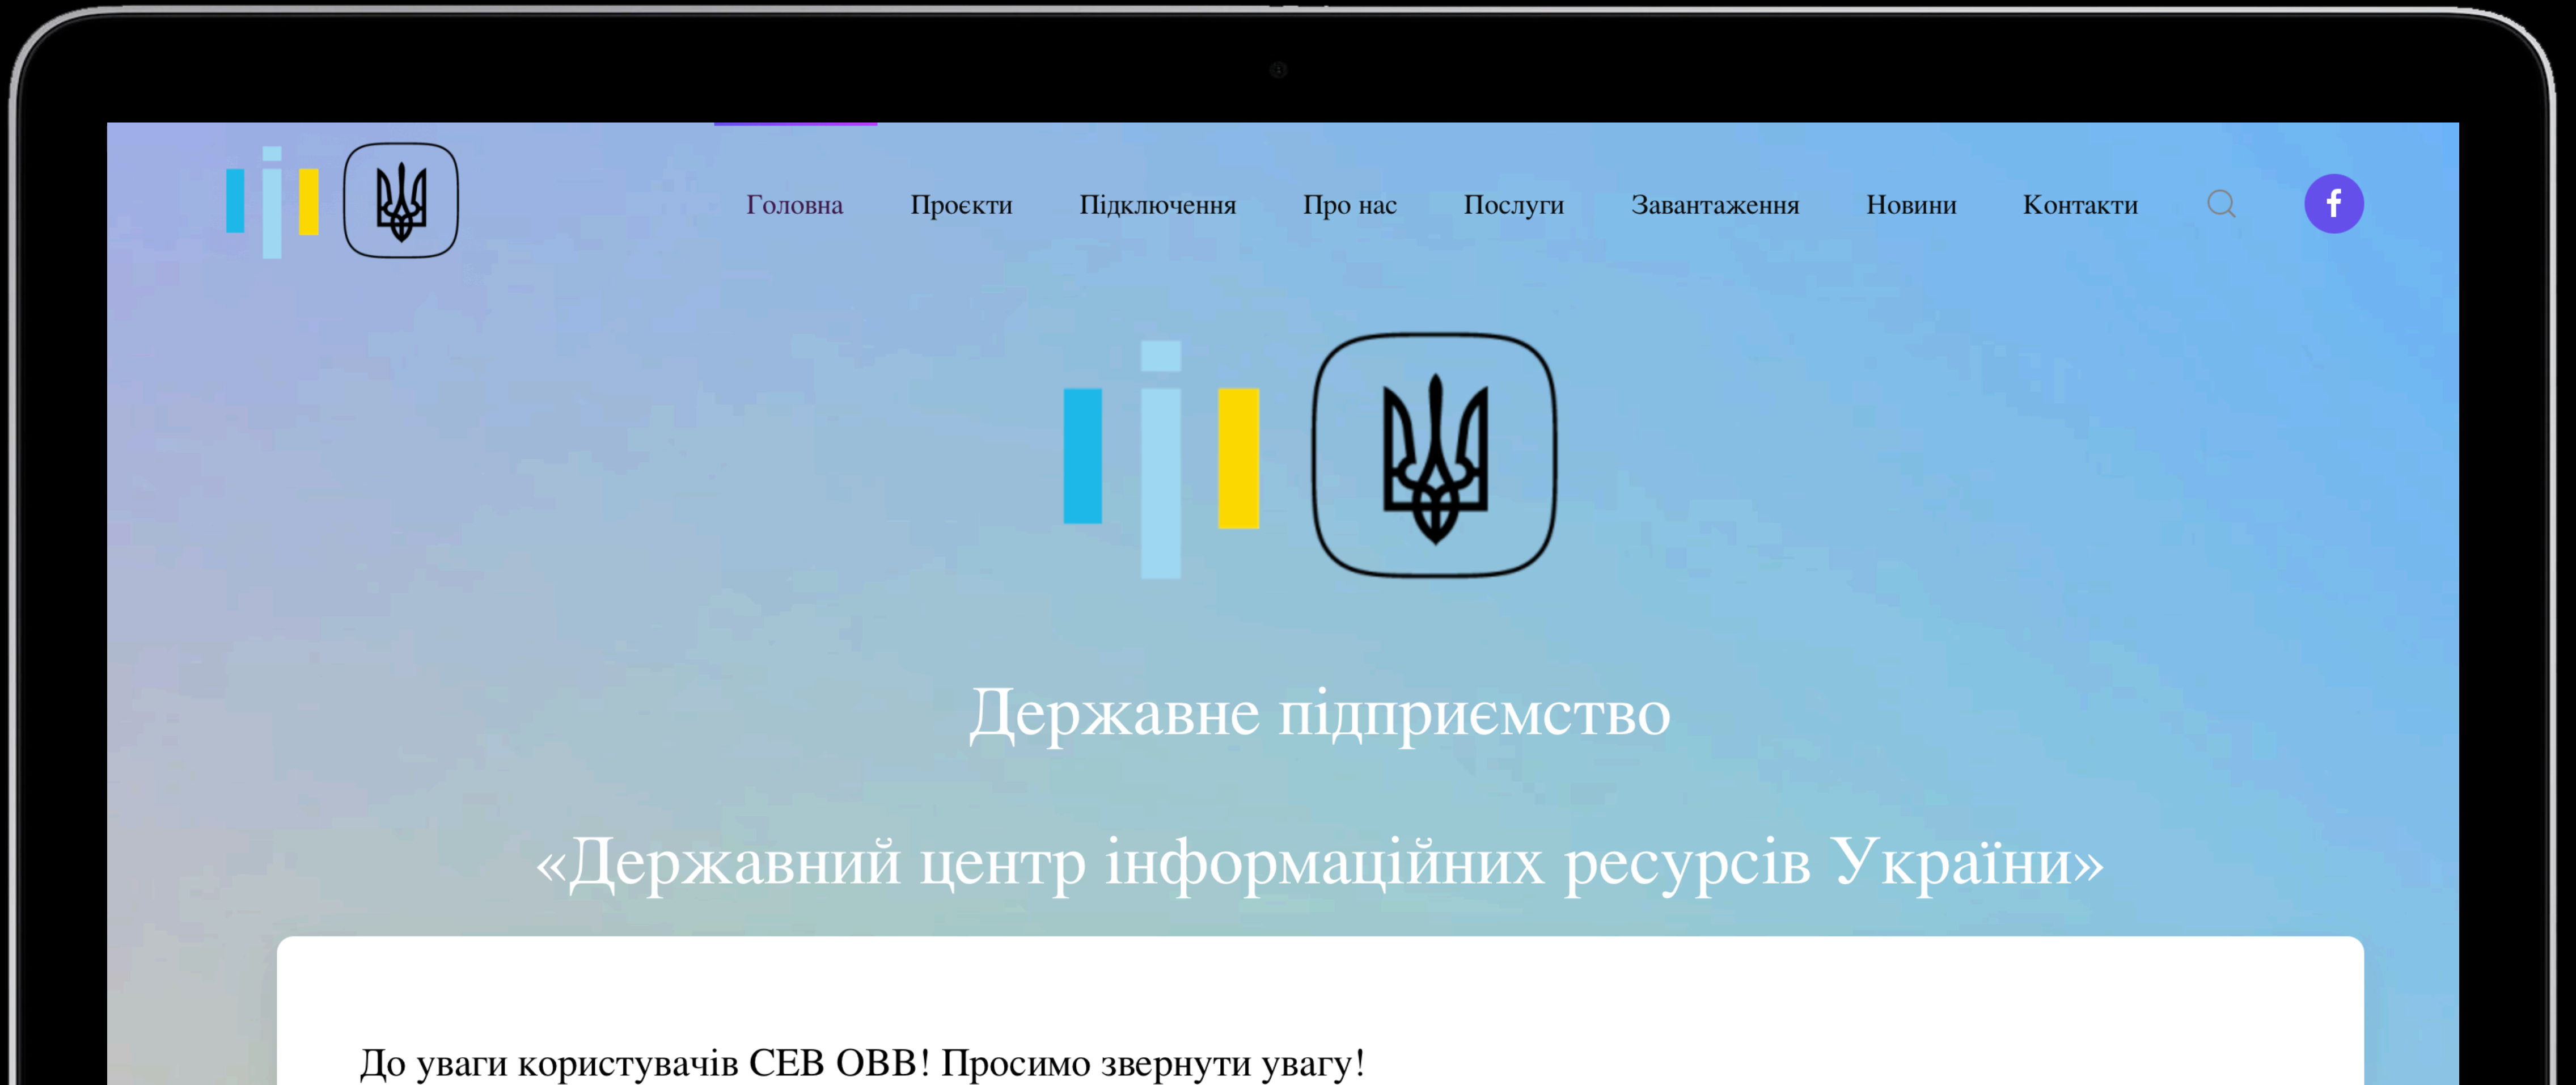 Головна Проєкти Підключення Про нас Послуги Завантаження Новини Контакти
Державне підприємство
«Державний центр інформаційних ресурсів України»
До уваги користувачів СЕВ ОВВ! Просимо звернути увагу!